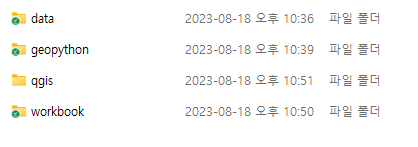 data 2023-08-18 오후 10:36 파일 폴더
geopython 2023-08-18 오후 10:39 파일 폴더
qgis 2023-08-18 오후 10:51 파일 폴더
workbook 2023-08-18 오후 10:50 파일 폴더